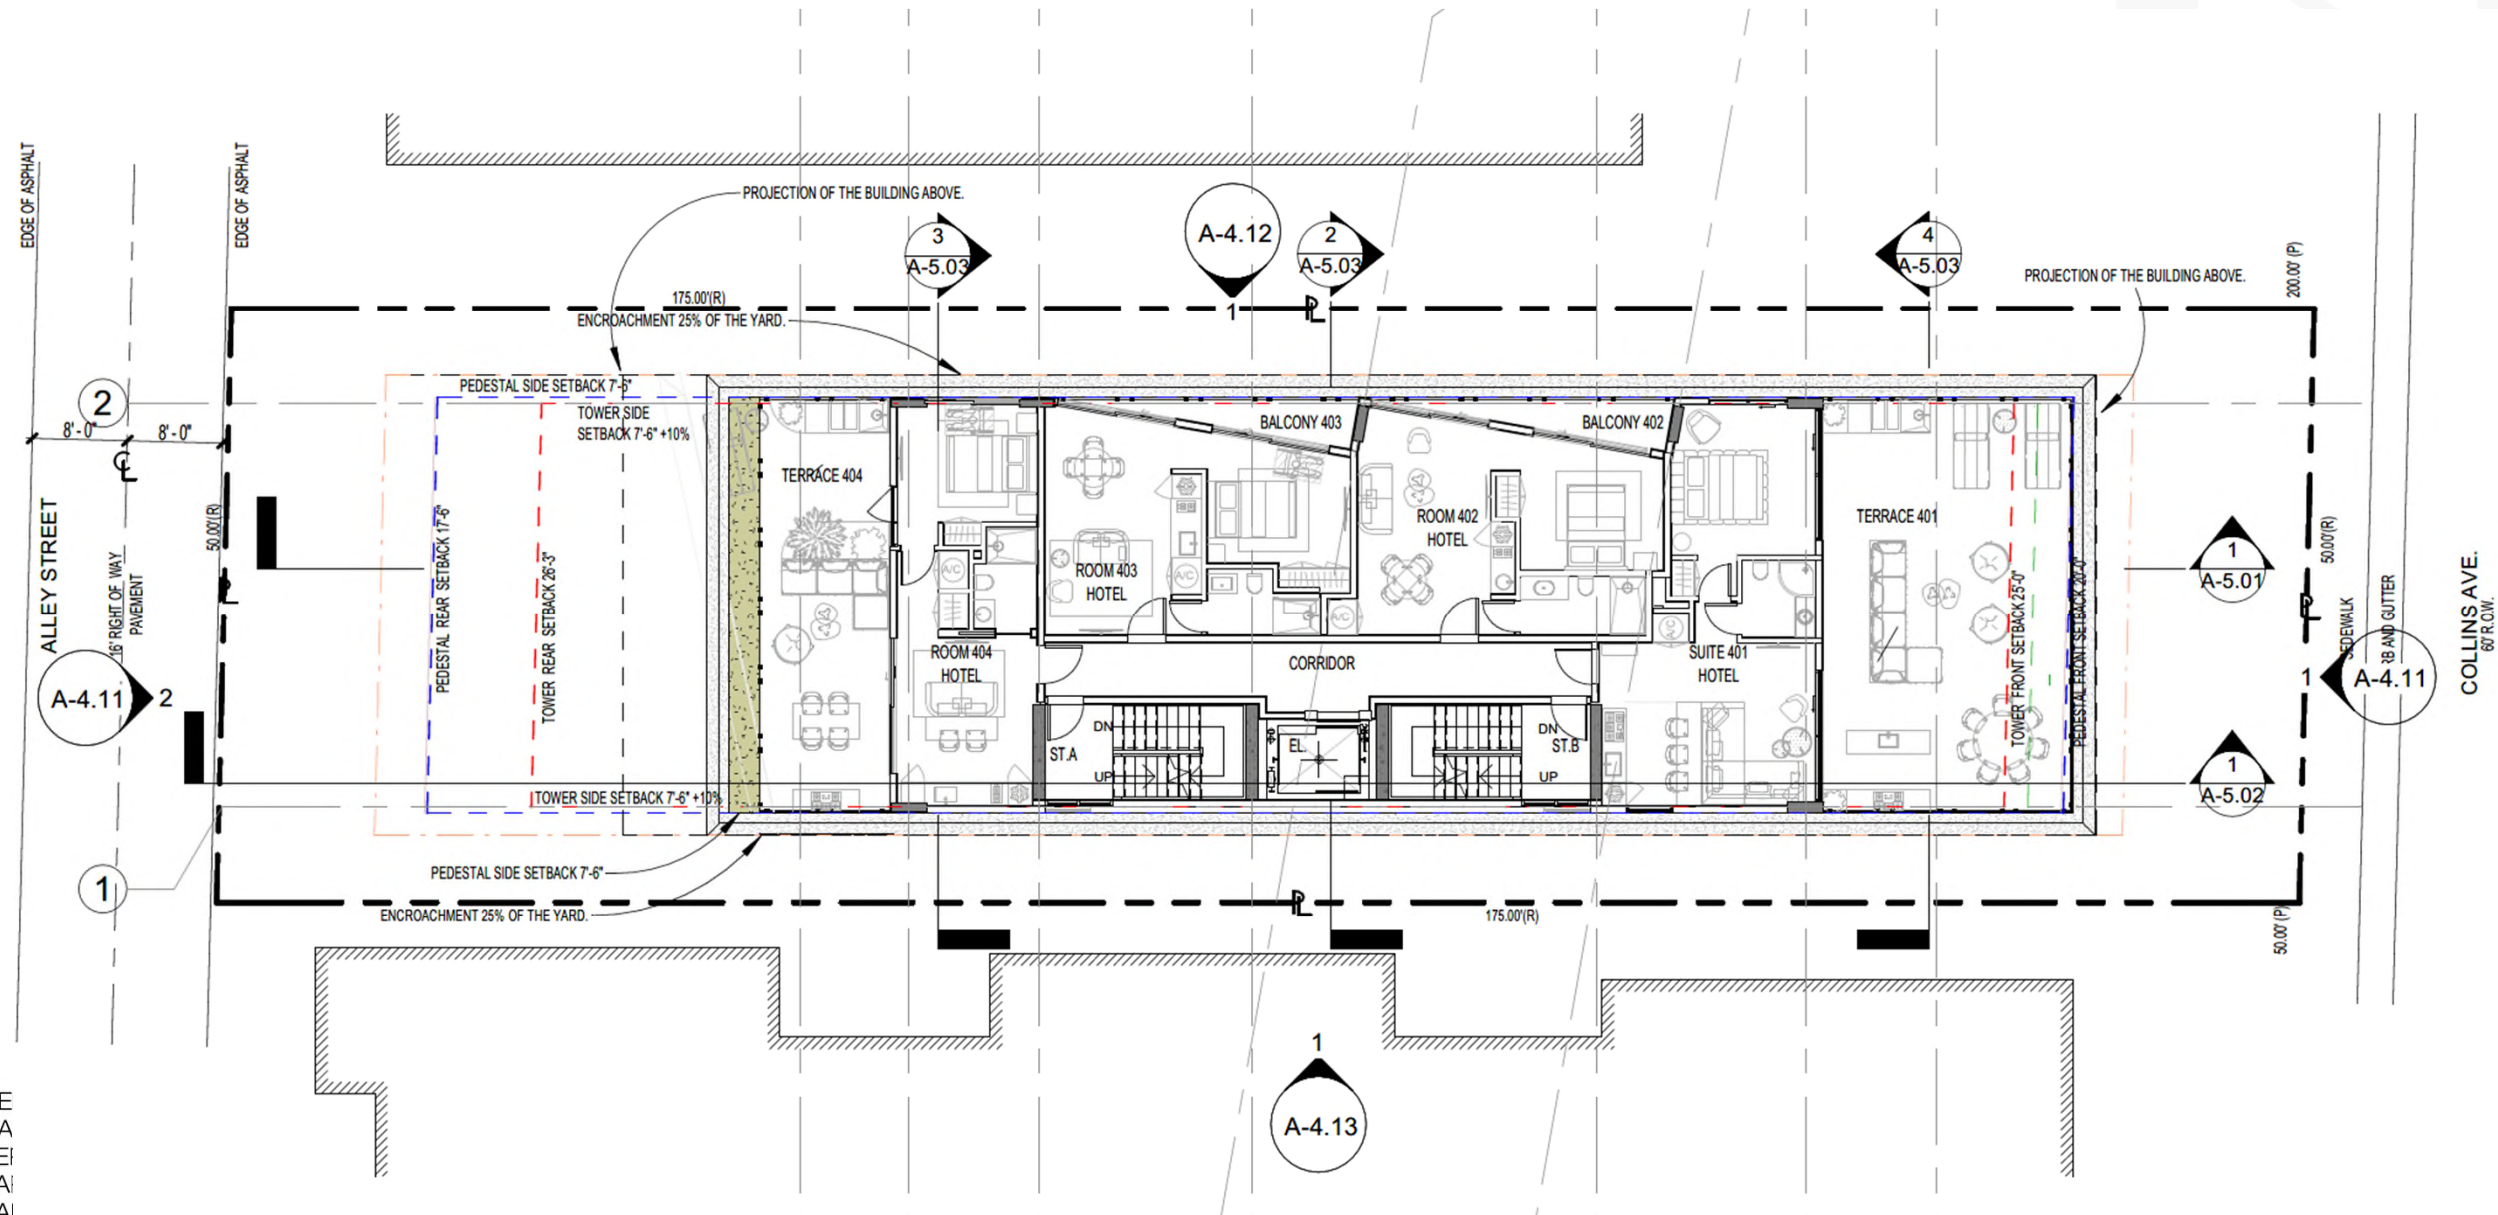 EDGE OF ASPHALT
EDGE OF ASPHALT
PROJECTION OF THE BUILDING ABOVE.
3
A-5.03
A-4.12
1
2
A-5.03
4
A-5.03
PROJECTION OF THE BUILDING ABOVE.
200.00' (P)
175.00'(R)
ENCROACHMENT 25% OF THE YARD.
PL
2
8'-0"
8'-0"
CL
PEDESTAL SIDE SETBACK 7'-6"
TOWER SIDE
SETBACK 7'-6" +10%
BALCONY 403
BALCONY 402
TERRACE 404
ROOM 402
HOTEL
TERRACE 401
50.00'(R)
PL
ALLEY STREET
16' RIGHT OF WAY
PAVEMENT
PEDESTAL REAR SETBACK 17'-6"
TOWER REAR SETBACK 26'-3"
A/C
ROOM 403
HOTEL
A/C
A/C
A/C
ROOM 404
HOTEL
CORRIDOR
SUITE 401
HOTEL
TOWER FRONT SETBACK 25'-0"
PEDESTAL FRONT SETBACK 20'-0"
1
A-5.01
50.00'(R)
PL
SIDEWALK
RB AND GUTTER
COLLINS AVE.
60' R.O.W.
A-4.11
2
1
A-4.11
ST.A
DN
UP
EL.
DN
ST.B
UP
1
A-5.02
TOWER SIDE SETBACK 7'-6" +10%
PEDESTAL SIDE SETBACK 7'-6"
1
ENCROACHMENT 25% OF THE YARD.
PL
175.00'(R)
50.00' (P)
1
A-4.13
E
A